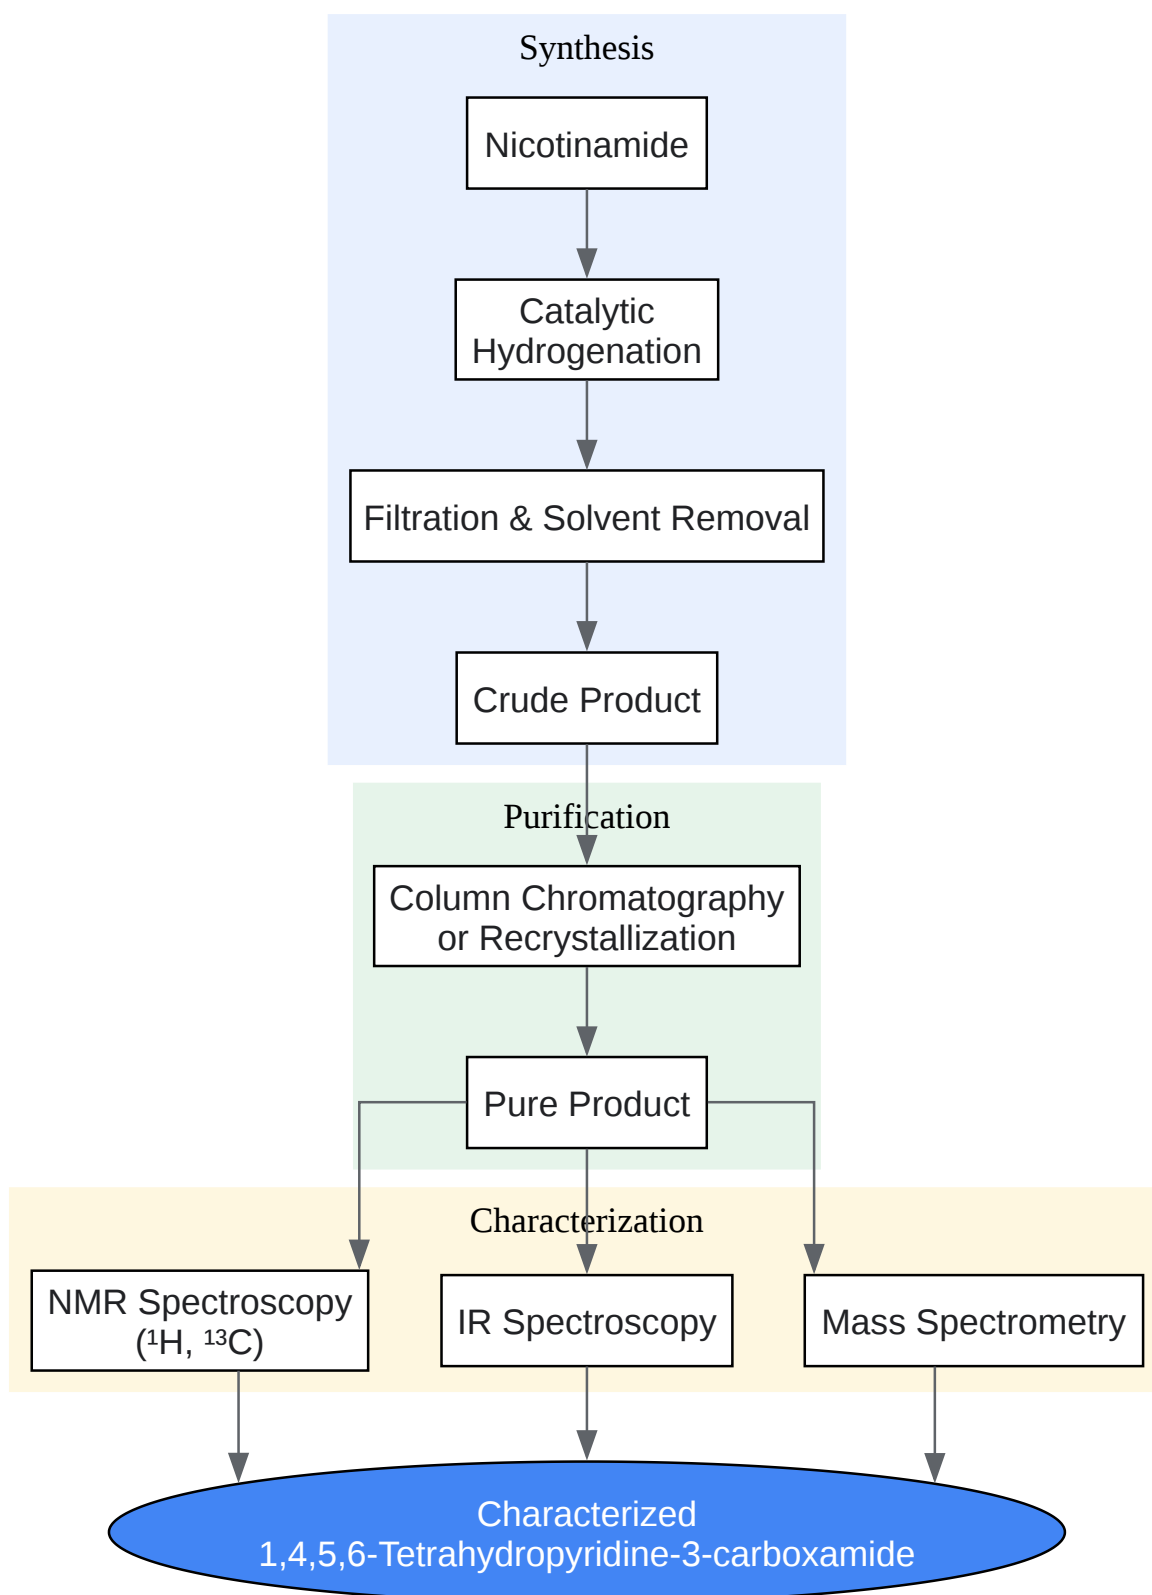 Synthesis
Nicotinamide
Catalytic
Hydrogenation
Filtration & Solvent Removal
Crude Product
Purification
Column Chromatography
or Recrystallization
Pure Product
Characterization
NMR Spectroscopy
(¹H, ¹³C)
IR Spectroscopy
Mass Spectrometry
Characterized
1,4,5,6-Tetrahydropyridine-3-carboxamide